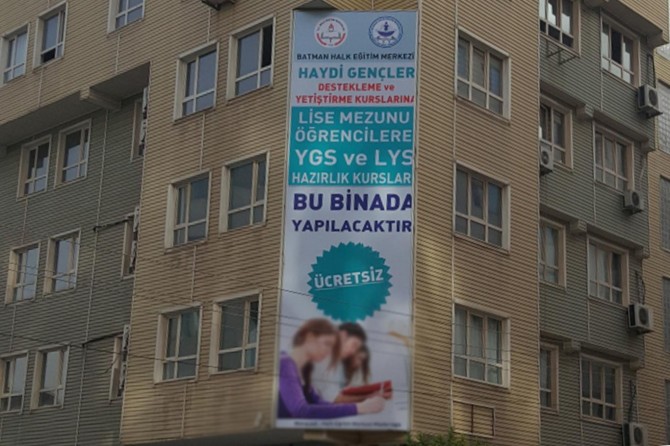 BATMAN HALK EĞİTİM MERKEZİ
HAYDİ GENÇLER
DESTEKLEME ve
YETİŞTİRME KURSLARINA
LİSE MEZUNU
ÖĞRENCİLERE
YGS ve LYS
HAZIRLIK KURSLAR
BU BİNADA
YAPILACAKTIR
ÜCRETSİZ